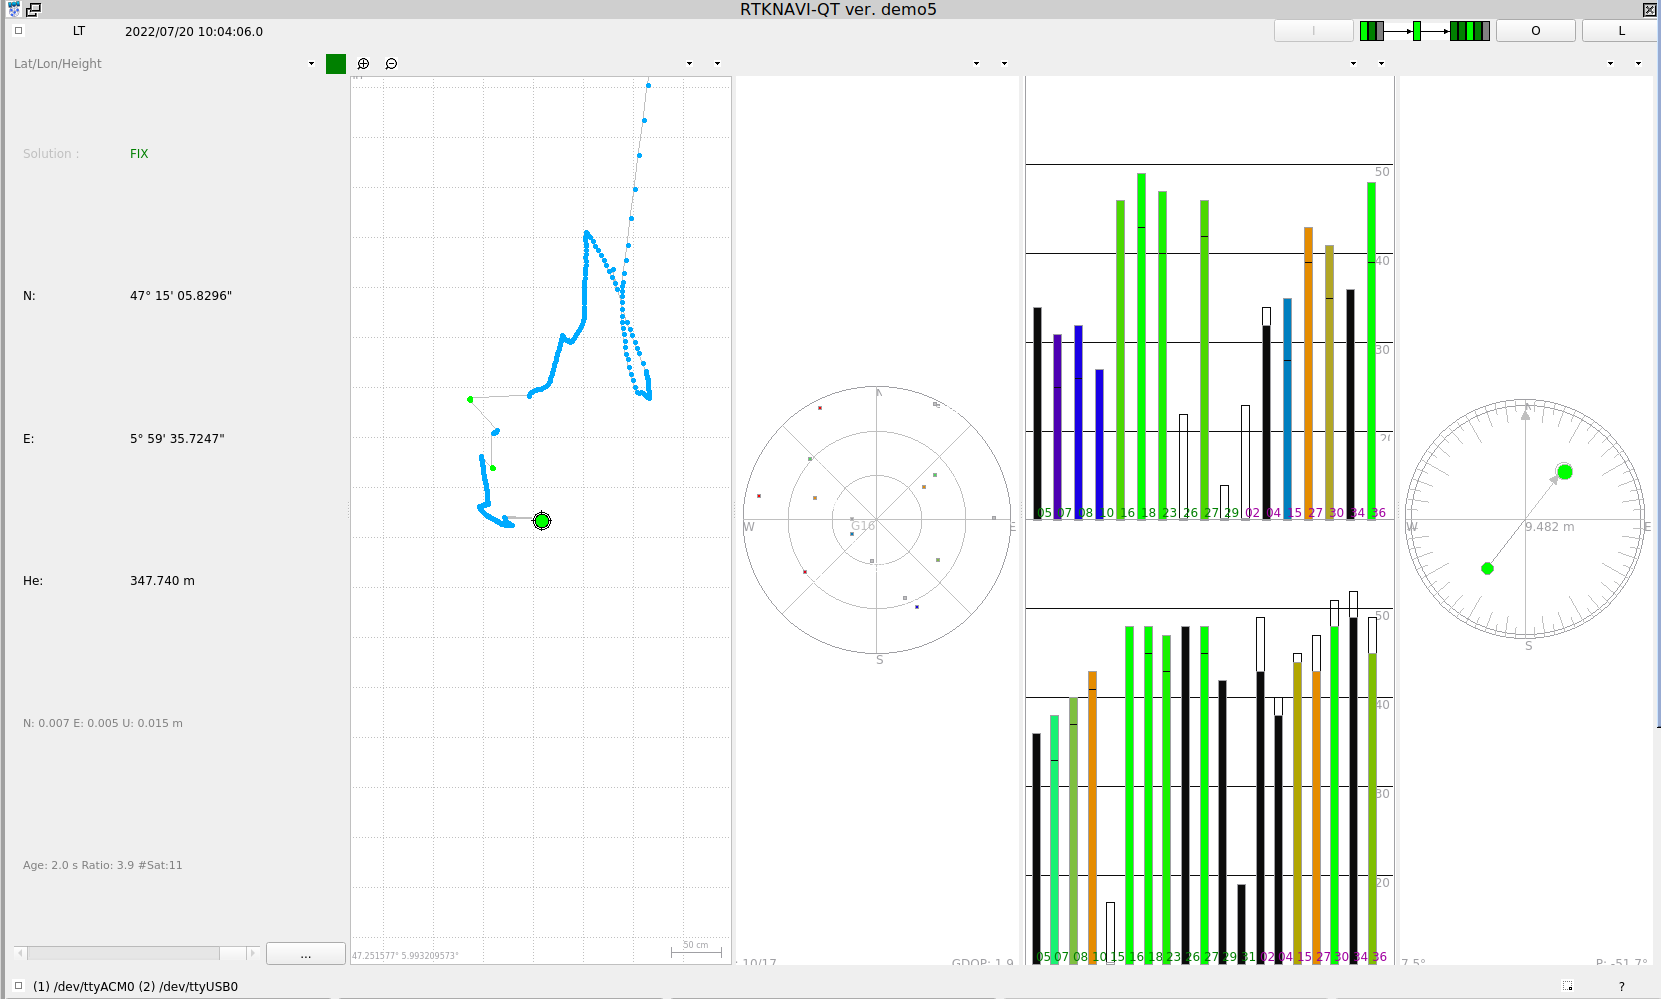 RTKNAVI-QT ver. demo5
LT 2022/07/20 10:04:06.0 I O L
Lat/Lon/Height
Solution : FIX
N: 47° 15' 05.8296"
E: 5° 59' 35.7247"
He: 347.740 m
N: 0.007 E: 0.005 U: 0.015 m
Age: 2.0 s Ratio: 3.9 #Sat:11
...
47.251577° 5.993209573°
50 cm
N
W G16 E
S
: 10/17 GDOP: 1.9
50
40
30
20
05 07 08 10 16 18 23 26 27 29 02 04 15 27 30 34 36
50
40
30
20
05 07 08 10 15 16 18 23 26 27 29 31 02 04 15 27 30 34 36
N
W 9.482 m E
S
7.5° P: -51.7°
(1) /dev/ttyACM0 (2) /dev/ttyUSB0 ?